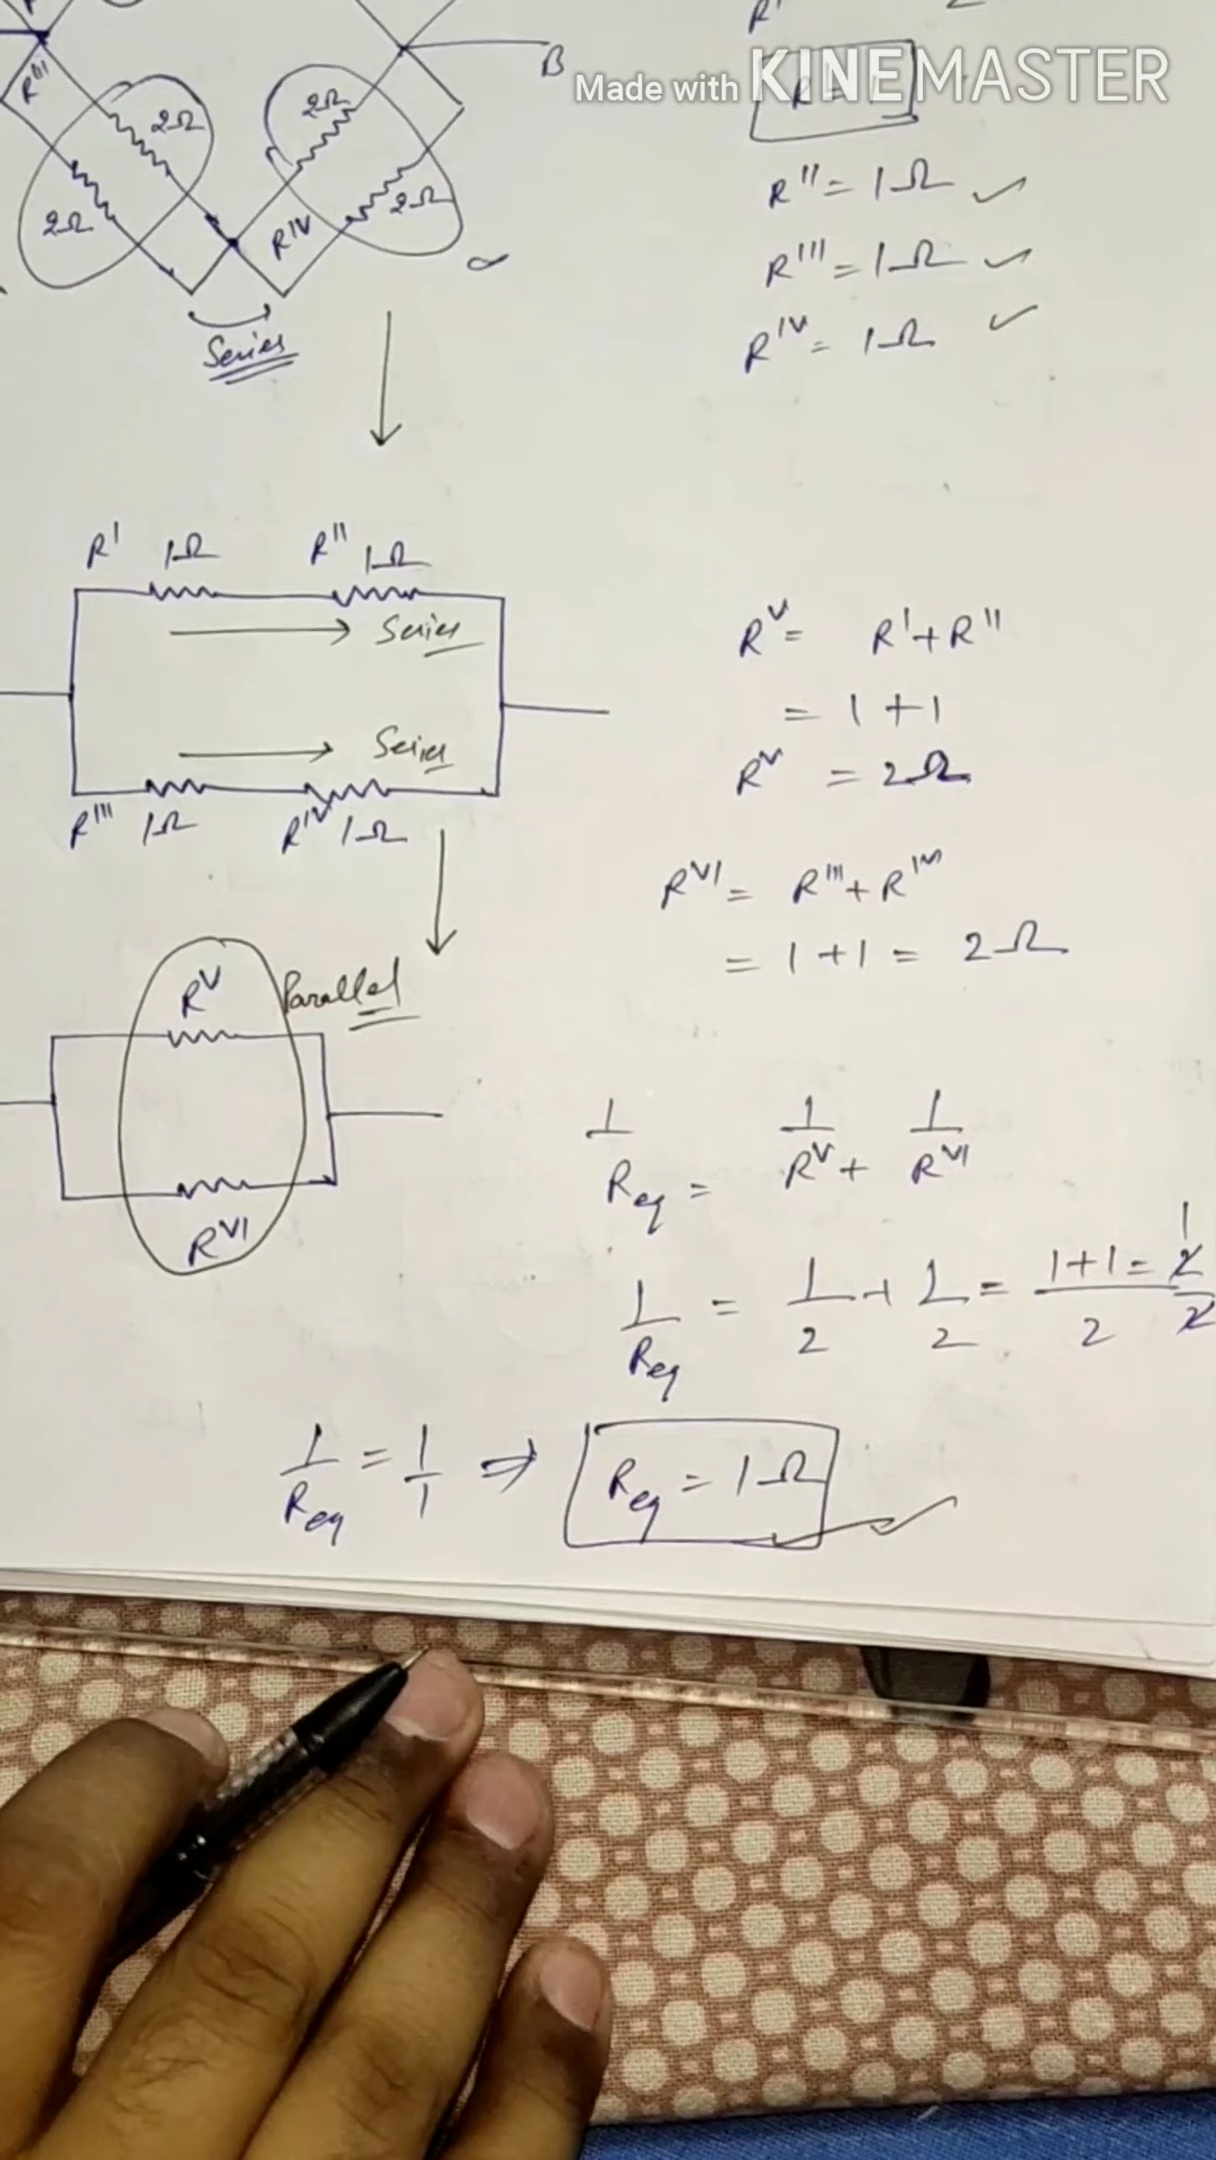 Made with KINEMASTER
B
R'
R'''
2Ω
2Ω
2Ω
2Ω
R^IV
R'' = 1Ω
R''' = 1Ω
R^IV = 1Ω
Series
R' 1Ω R'' 1Ω
Series
Series
R''' 1Ω R^IV 1Ω
R^V = R' + R''
= 1 + 1
R^V = 2Ω
R^VI = R''' + R^IV
= 1 + 1 = 2Ω
R^V Parallel
R^VI
1/Req = 1/R^V + 1/R^VI
1/Req = 1/2 + 1/2 = 1+1/2 = 2/2 1
1/Req = 1/1 ⇒ Req = 1Ω